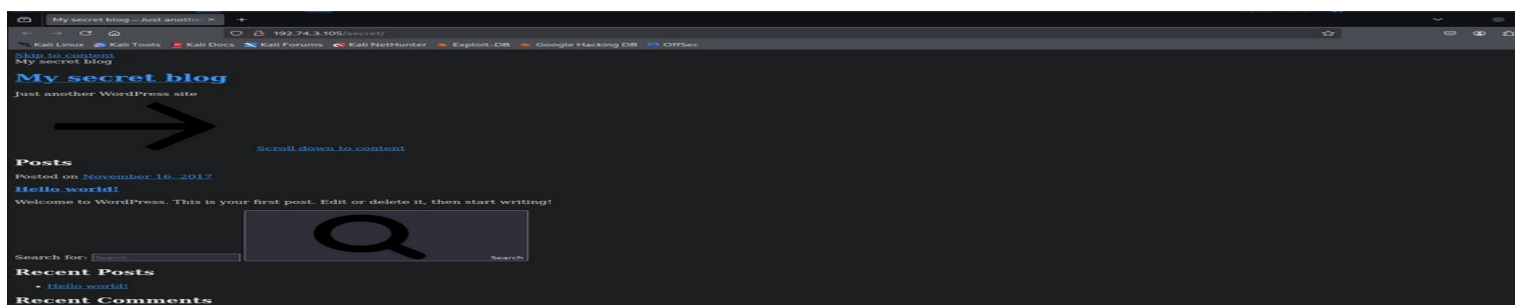 My secret blog – Just anothe
192.74.3.105/secret/
Kali Linux Kali Tools Kali Docs Kali Forums Kali NetHunter Exploit-DB Google Hacking DB OffSec
Skip to content
My secret blog
My secret blog
Just another WordPress site
Scroll down to content
Posts
Posted on November 16, 2017
Hello world!
Welcome to WordPress. This is your first post. Edit or delete it, then start writing!
Search for: Search … Search
Recent Posts
Hello world!
Recent Comments